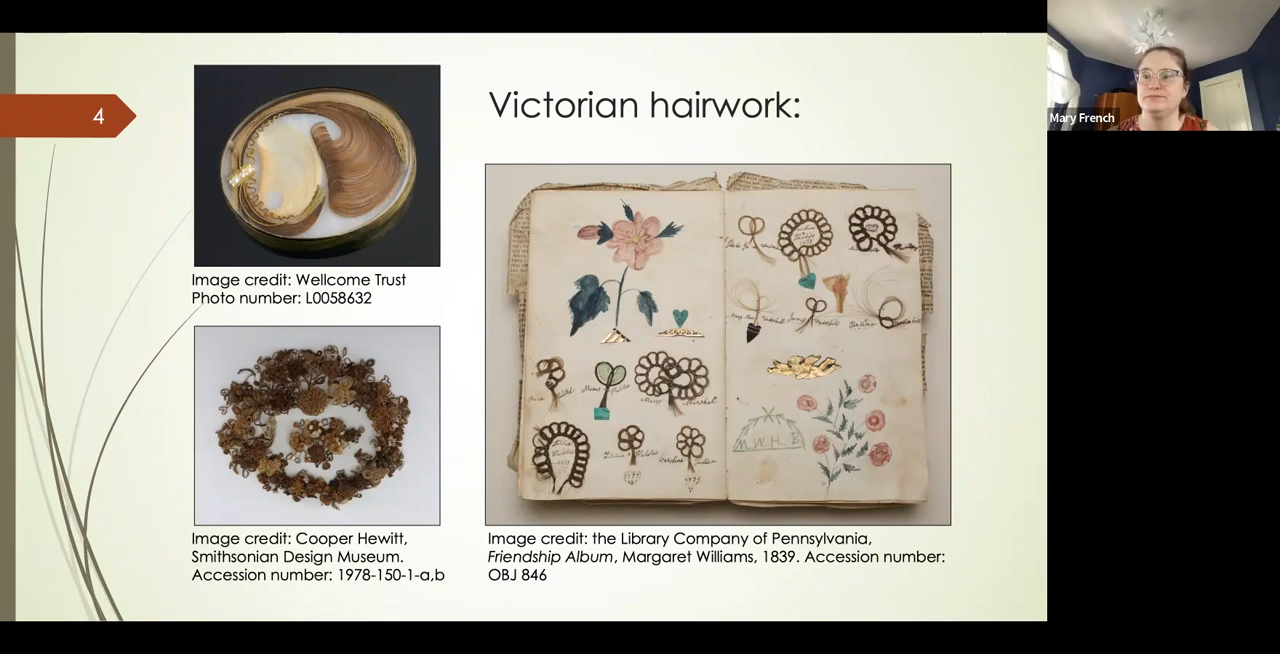 4
Victorian hairwork:
Mary French
Image credit: Wellcome Trust
Photo number: L0058632
M.W.H.B
Image credit: Cooper Hewitt,
Smithsonian Design Museum.
Accession number: 1978-150-1-a,b
Image credit: the Library Company of Pennsylvania,
Friendship Album, Margaret Williams, 1839. Accession number:
OBJ 846